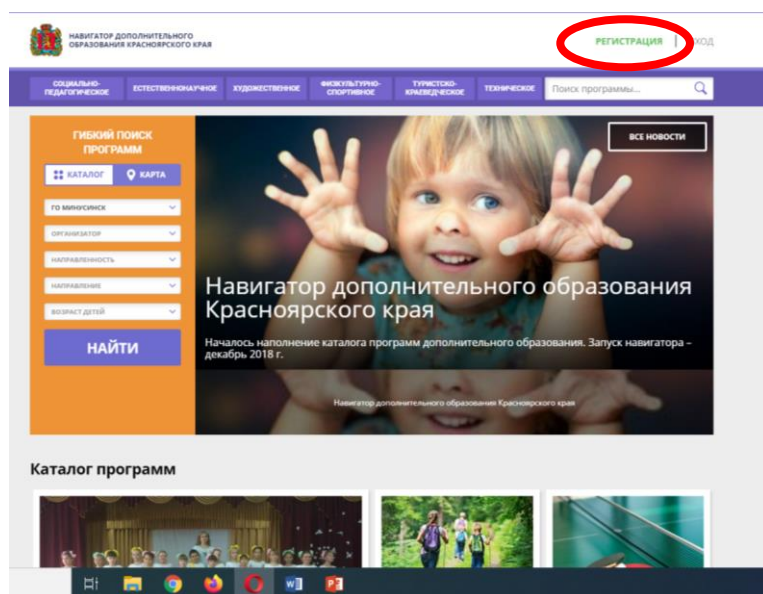 НАВИГАТОР ДОПОЛНИТЕЛЬНОГО
ОБРАЗОВАНИЯ КРАСНОЯРСКОГО КРАЯ
РЕГИСТРАЦИЯ
СОЦИАЛЬНО-
ПЕДАГОГИЧЕСКОЕ
ЕСТЕСТВЕННОНАУЧНОЕ
ХУДОЖЕСТВЕННОЕ
ФИЗКУЛЬТУРНО-
СПОРТИВНОЕ
ТУРИСТСКО-
КРАЕВЕДЧЕСКОЕ
ТЕХНИЧЕСКОЕ
Поиск программы...
ГИБКИЙ ПОИСК
ПРОГРАММ
КАТАЛОГ
КАРТА
ГО МИНУСИНСК
ОРГАНИЗАТОР
НАПРАВЛЕННОСТЬ
НАПРАВЛЕНИЕ
ВОЗРАСТ ДЕТЕЙ
НАЙТИ
ВСЕ НОВОСТИ
Навигатор дополнительного образования
Красноярского края
Началось наполнение каталога программ дополнительного образования. Запуск навигатора –
декабрь 2018 г.
Навигатор дополнительного образования Красноярского края
Каталог программ